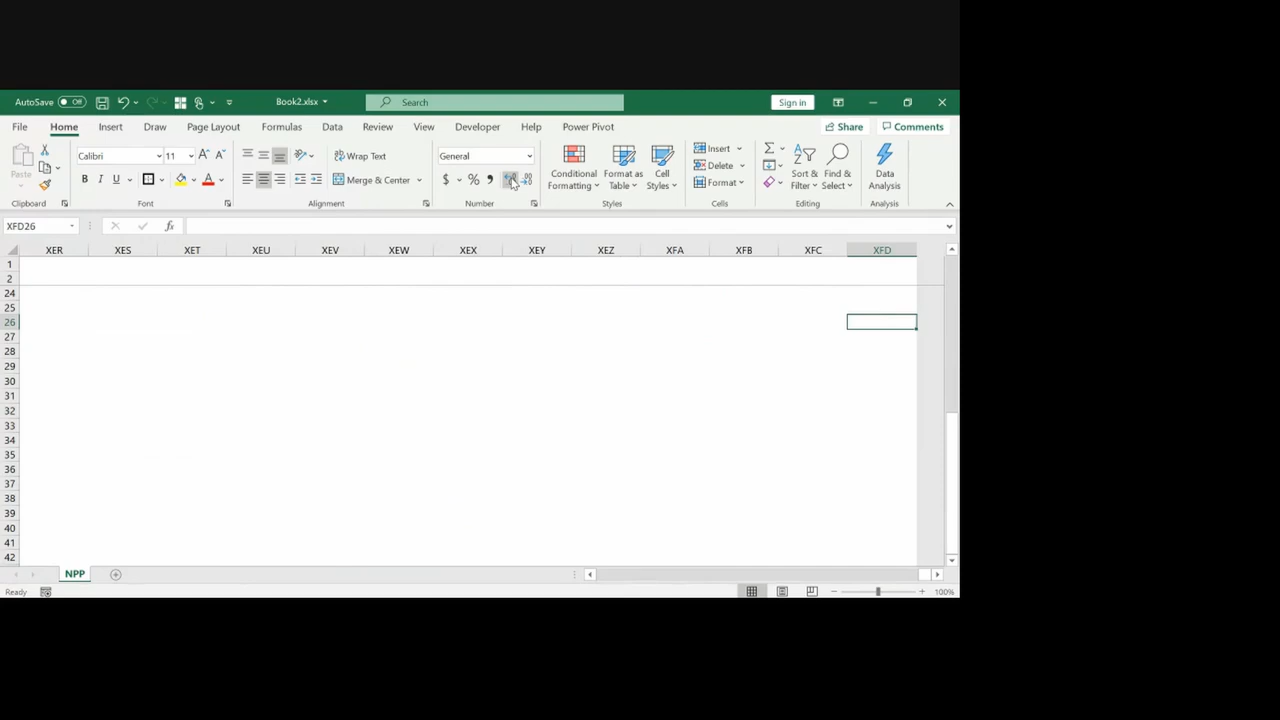 AutoSave Off Book2.xlsx Search Sign in
File Home Insert Draw Page Layout Formulas Data Review View Developer Help Power Pivot Share Comments
Paste Calibri 11 A A Wrap Text General Conditional Formatting Format as Table Cell Styles Insert Sort & Filter Find & Select Data Analysis
B I U A Merge & Center $ % Delete
Format
Clipboard Font Alignment Number Styles Cells Editing Analysis
XFD26 fx
XER XES XET XEU XEV XEW XEX XEY XEZ XFA XFB XFC XFD
1
2
24
25
26
27
28
29
30
31
32
33
34
35
36
37
38
39
40
41
42
NPP
Ready 100%